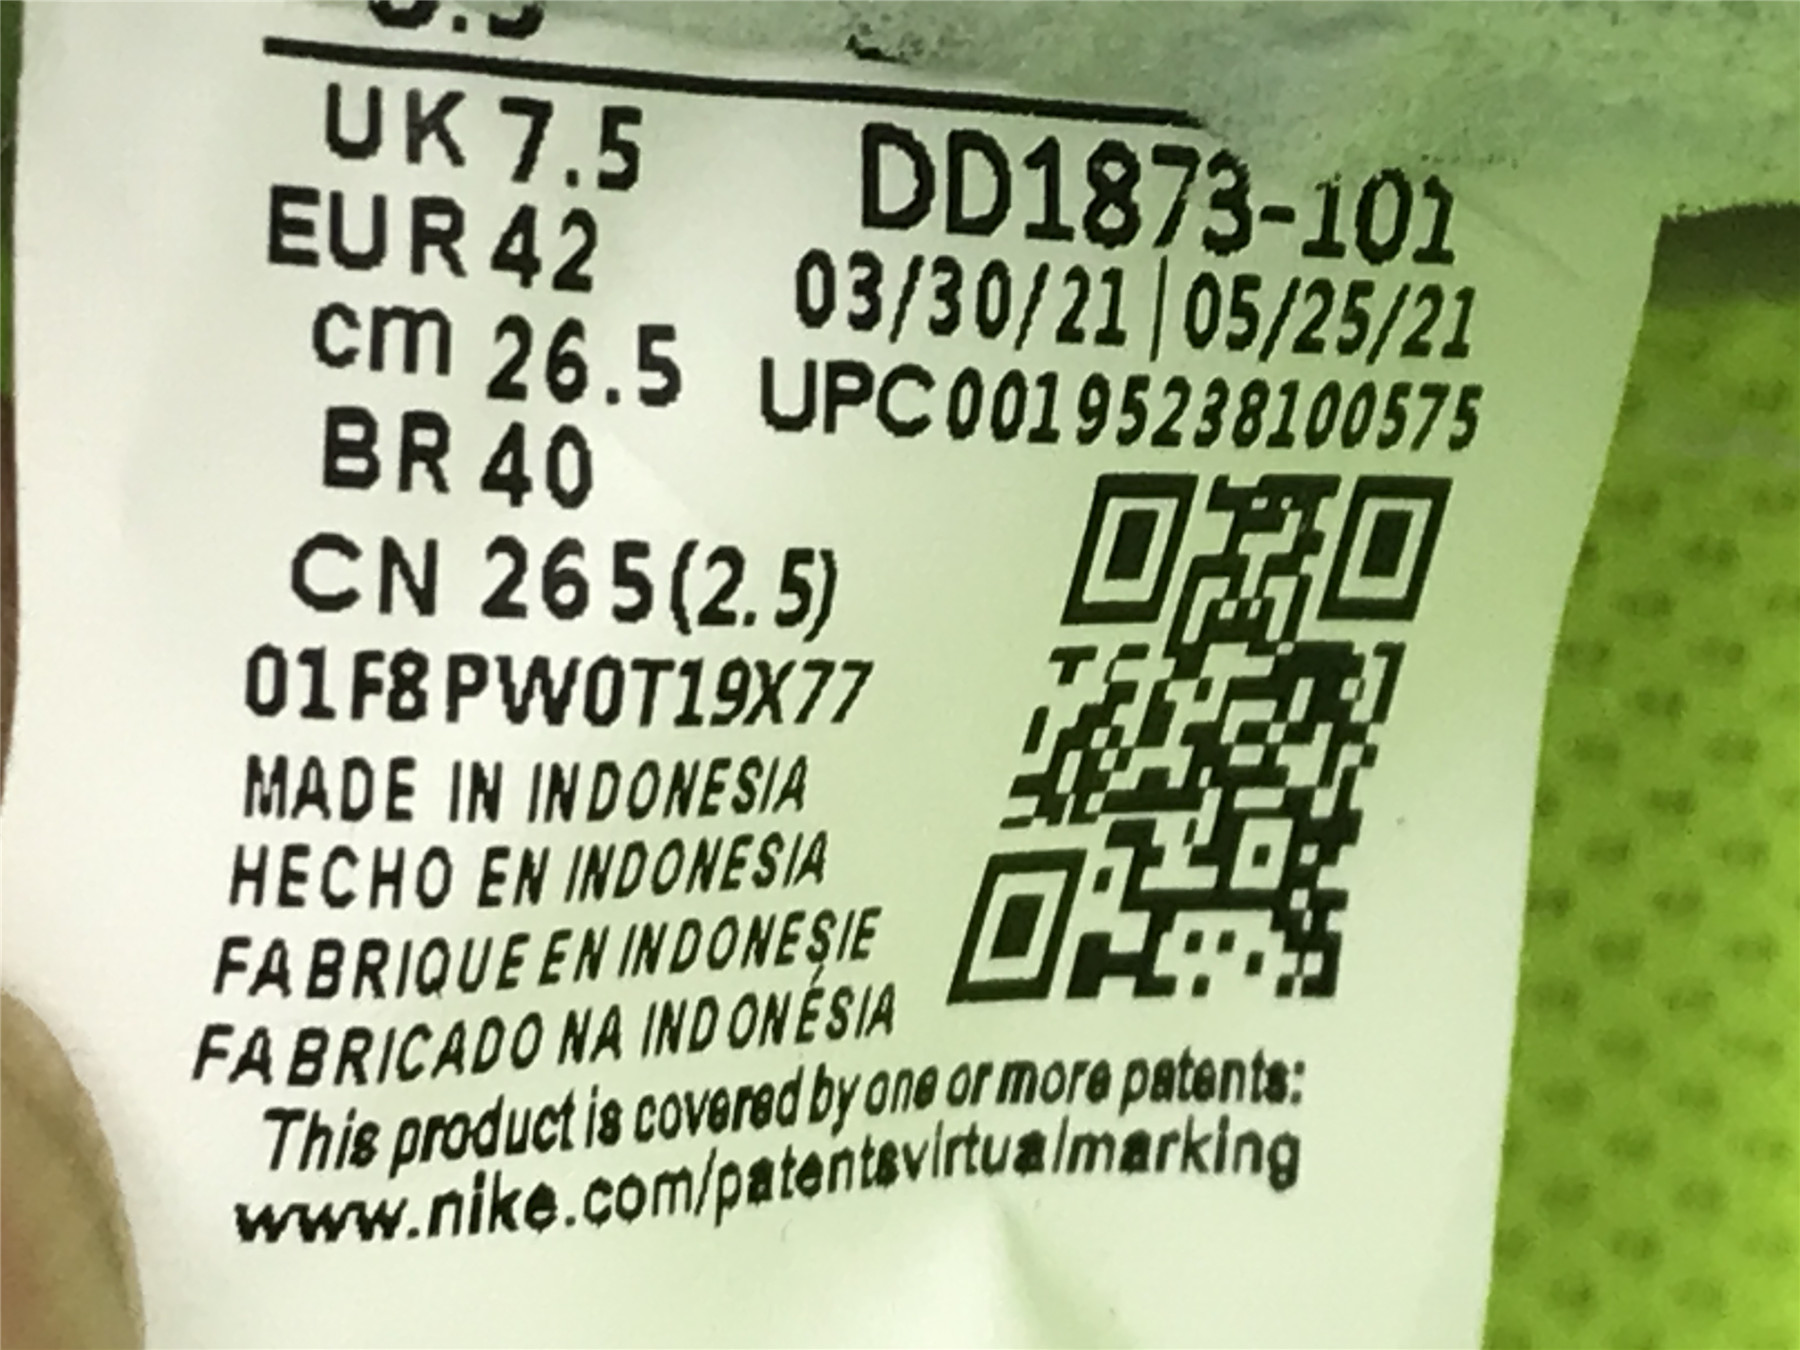 UK 7.5
EUR 42
cm 26.5
BR 40
CN 265(2.5)
01F8PW0T19X77
MADE IN INDONESIA
HECHO EN INDONESIA
FABRIQUE EN INDONESIE
FABRICADO NA INDONÉSIA
DD1873-101
03/30/21|05/25/21
UPC00195238100575
This product is covered by one or more patents:
www.nike.com/patentsvirtualmarking